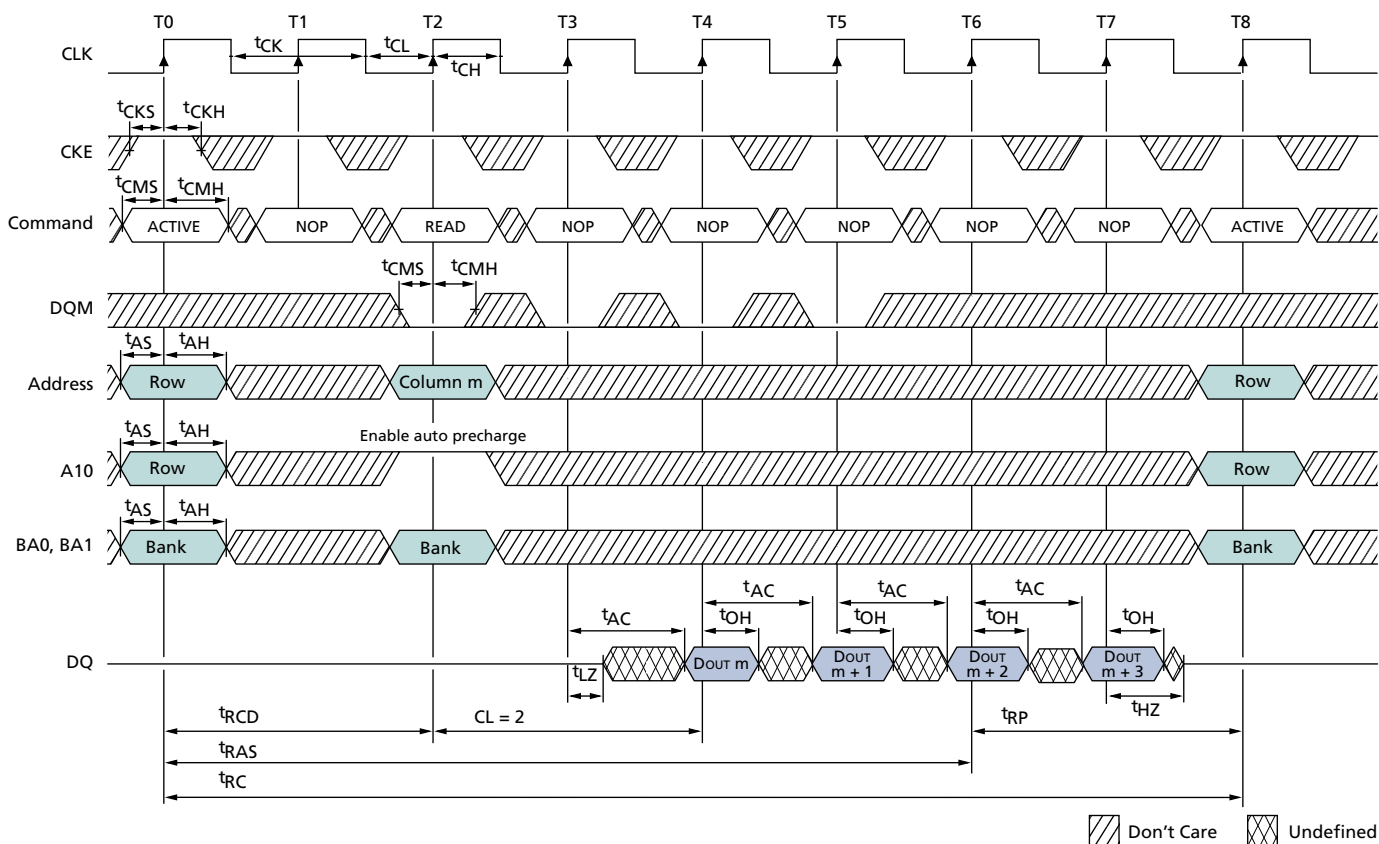 T0 T1 T2 T3 T4 T5 T6 T7 T8
CLK tCK tCL tCH
tCKS tCKH
CKE
tCMS tCMH
Command ACTIVE NOP READ NOP NOP NOP NOP NOP ACTIVE
tCMS tCMH
DQM
tAS tAH
Address Row Column m Row
tAS tAH Enable auto precharge
A10 Row Row
tAS tAH
BA0, BA1 Bank Bank Bank
tAC tAC tAC
tAC tOH tOH tOH tOH
DQ DOUT m DOUT m + 1 DOUT m + 2 DOUT m + 3
tLZ tHZ
tRCD CL = 2 tRP
tRAS
tRC
Don't Care Undefined